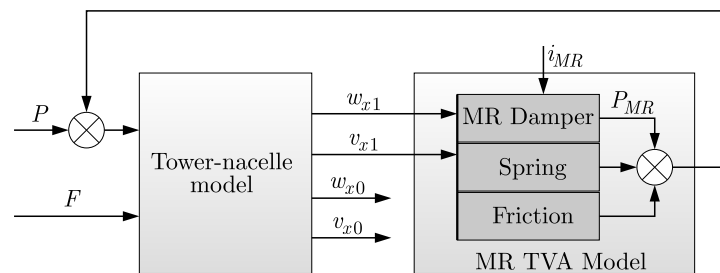 i_MR
P
w_x1
MR Damper
P_MR
v_x1
Tower-nacelle
model
Spring
w_x0
F
Friction
v_x0
MR TVA Model